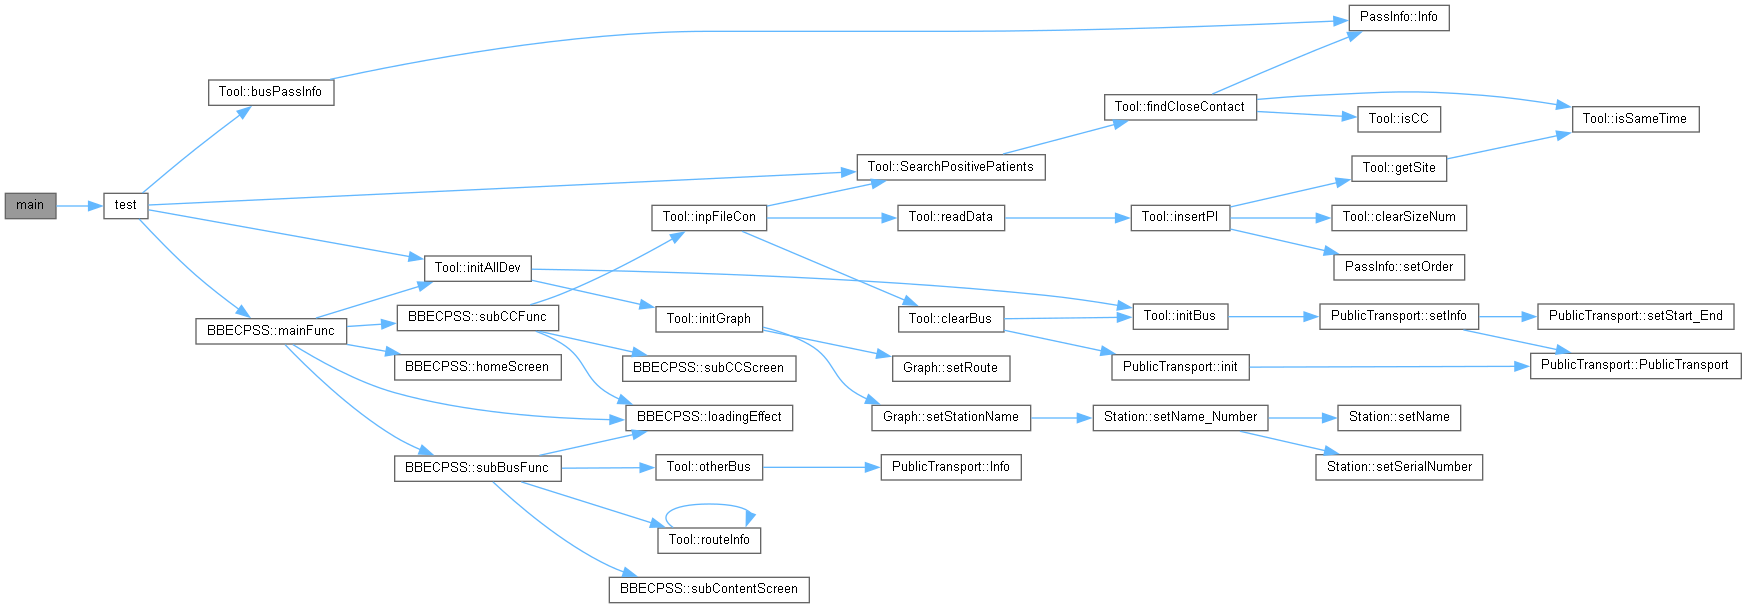 PassInfo::Info
Tool::busPassInfo
Tool::findCloseContact
Tool::isCC
Tool::isSameTime
Tool::SearchPositivePatients
Tool::getSite
main
test
Tool::inpFileCon
Tool::readData
Tool::insertPI
Tool::clearSizeNum
Tool::initAllDev
PassInfo::setOrder
BBECPSS::mainFunc
BBECPSS::subCCFunc
Tool::initGraph
Tool::clearBus
Tool::initBus
PublicTransport::setInfo
PublicTransport::setStart_End
BBECPSS::homeScreen
BBECPSS::subCCScreen
Graph::setRoute
PublicTransport::init
PublicTransport::PublicTransport
BBECPSS::loadingEffect
Graph::setStationName
Station::setName_Number
Station::setName
BBECPSS::subBusFunc
Tool::otherBus
PublicTransport::Info
Station::setSerialNumber
Tool::routeInfo
BBECPSS::subContentScreen